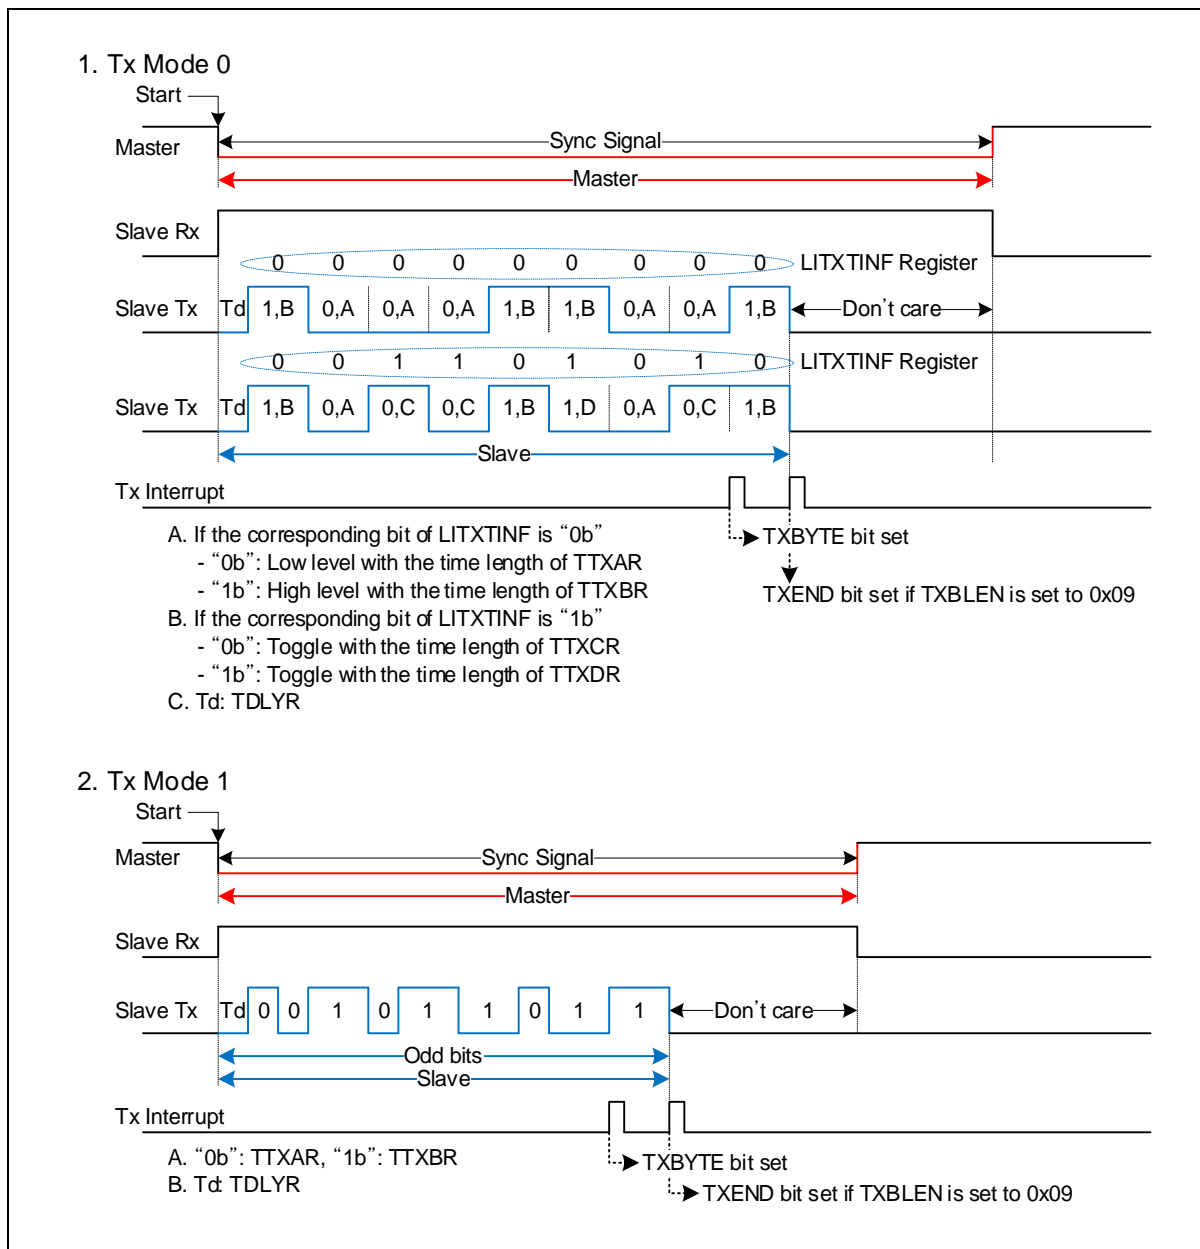 1. Tx Mode 0
Start
Master
Sync Signal
Master
Slave Rx
0 0 0 0 0 0 0 0 0 LITXTINF Register
Slave Tx Td 1,B 0,A 0,A 0,A 1,B 1,B 0,A 0,A 1,B Don't care
0 0 1 1 0 1 0 1 0 LITXTINF Register
Slave Tx Td 1,B 0,A 0,C 0,C 1,B 1,D 0,A 0,C 1,B
Slave
Tx Interrupt
A. If the corresponding bit of LITXTINF is “0b”
- “0b”: Low level with the time length of TTXAR
- “1b”: High level with the time length of TTXBR
B. If the corresponding bit of LITXTINF is “1b”
- “0b”: Toggle with the time length of TTXCR
- “1b”: Toggle with the time length of TTXDR
C. Td: TDLYR
TXBYTE bit set
TXEND bit set if TXBLEN is set to 0x09
2. Tx Mode 1
Start
Master
Sync Signal
Master
Slave Rx
Slave Tx Td 0 0 1 0 1 1 0 1 1 Don't care
Odd bits
Slave
Tx Interrupt
A. “0b”: TTXAR, “1b”: TTXBR
B. Td: TDLYR
TXBYTE bit set
TXEND bit set if TXBLEN is set to 0x09